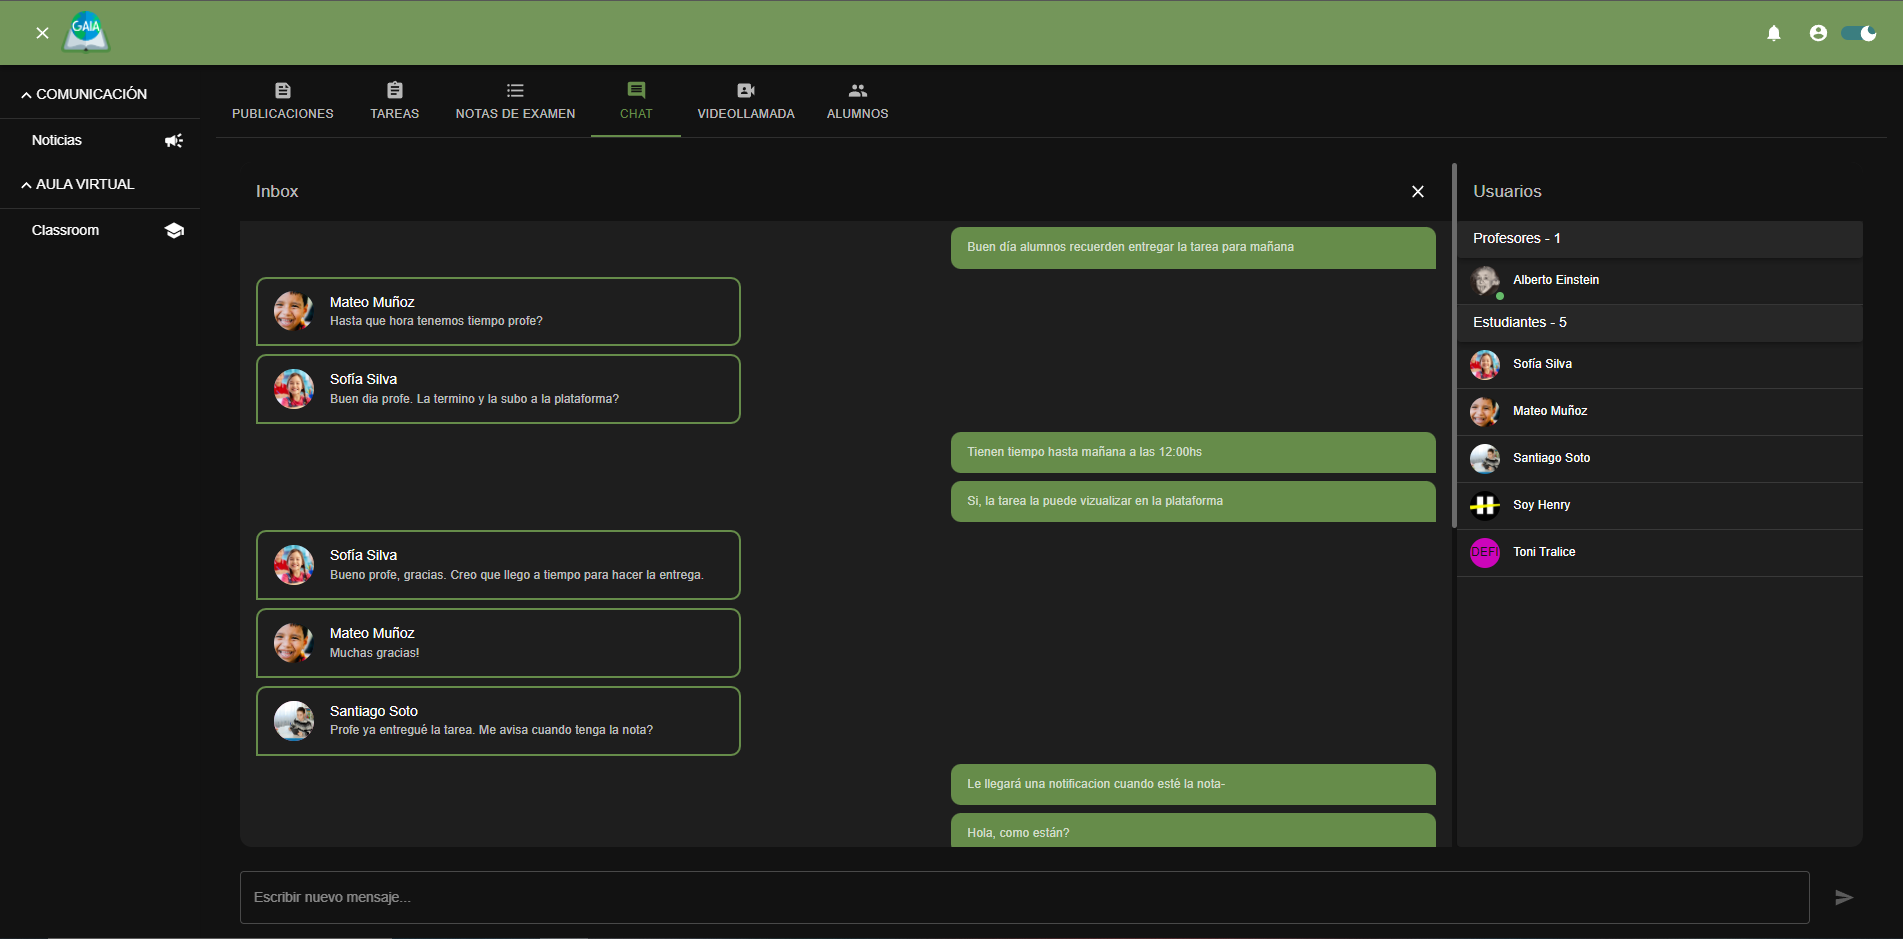 GAIA
COMUNICACIÓN
Noticias
AULA VIRTUAL
Classroom
PUBLICACIONES
TAREAS
NOTAS DE EXAMEN
CHAT
VIDEOLLAMADA
ALUMNOS
Inbox
Buen día alumnos recuerden entregar la tarea para mañana
Mateo Muñoz
Hasta que hora tenemos tiempo profe?
Sofía Silva
Buen dia profe. La termino y la subo a la plataforma?
Tienen tiempo hasta mañana a las 12:00hs
Si, la tarea la puede vizualizar en la plataforma
Sofía Silva
Bueno profe, gracias. Creo que llego a tiempo para hacer la entrega.
Mateo Muñoz
Muchas gracias!
Santiago Soto
Profe ya entregué la tarea. Me avisa cuando tenga la nota?
Le llegará una notificacion cuando esté la nota-
Hola, como están?
Escribir nuevo mensaje...
Usuarios
Profesores - 1
Alberto Einstein
Estudiantes - 5
Sofía Silva
Mateo Muñoz
Santiago Soto
H
Soy Henry
DEFI
Toni Tralice